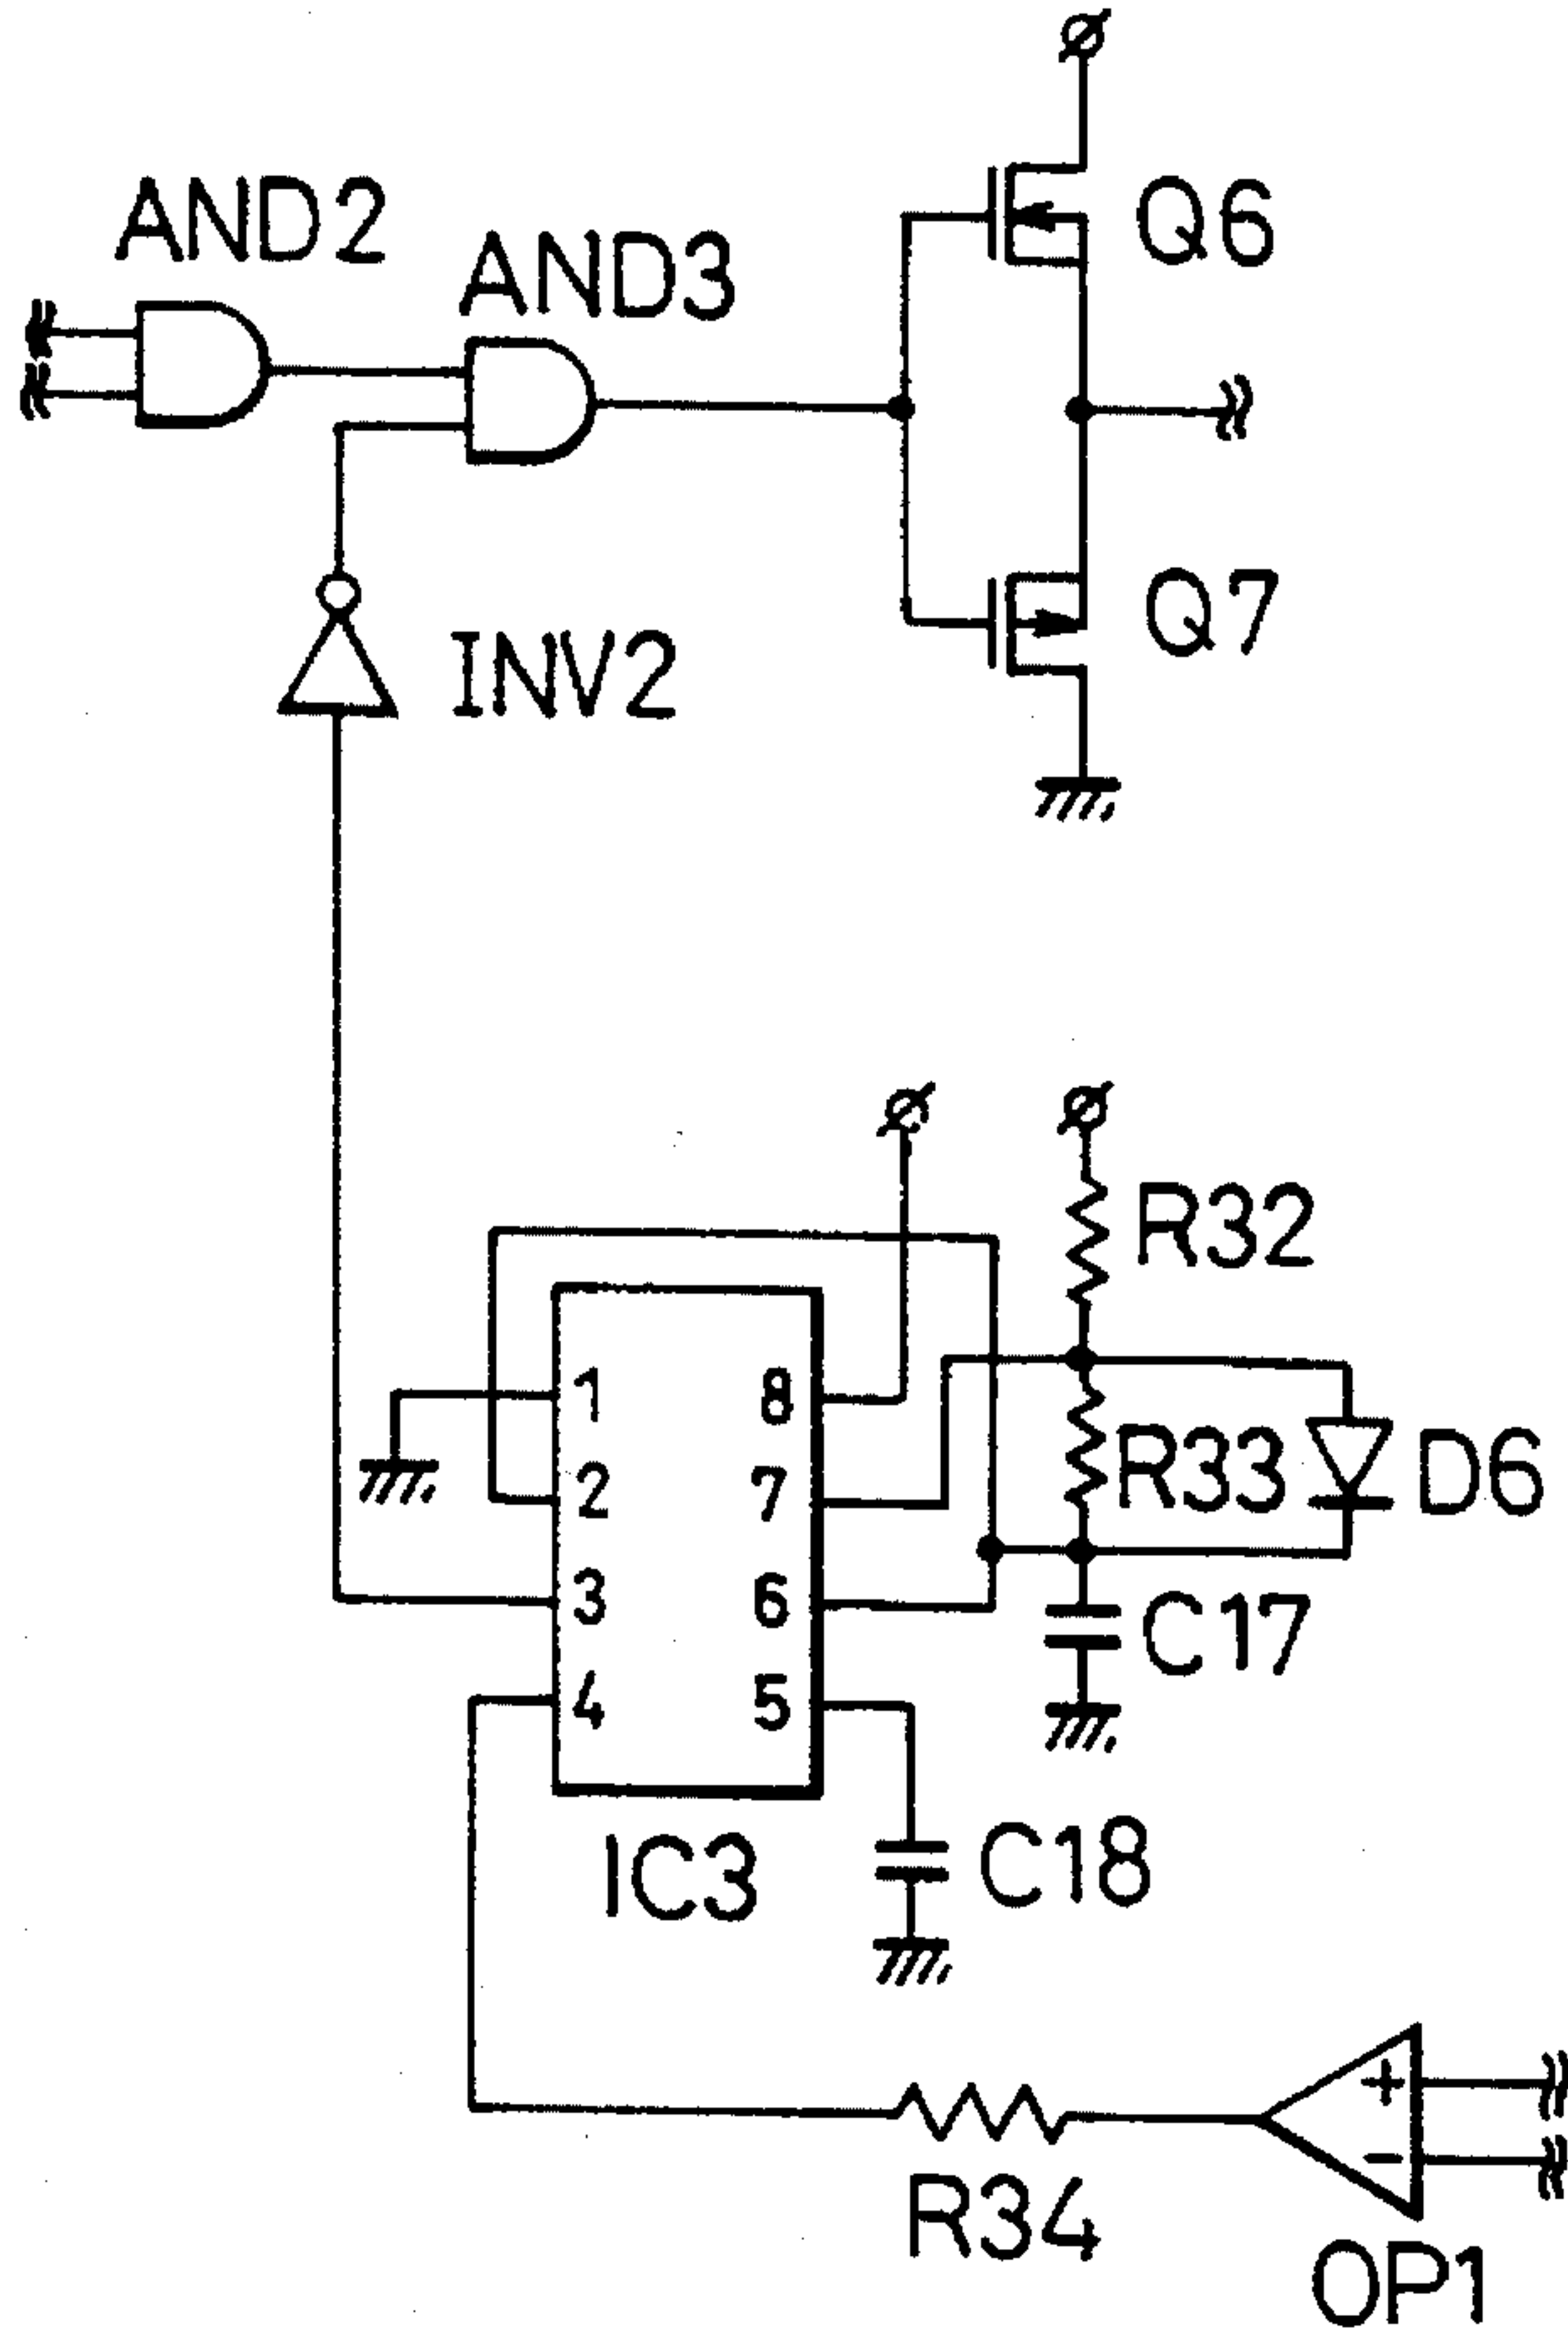 AND2
Q6
AND3
Q7
INV2
R32
1 8
R33 D6
2 7
3 6
C17
4 5
IC3 C18
+
-
R34
OP1